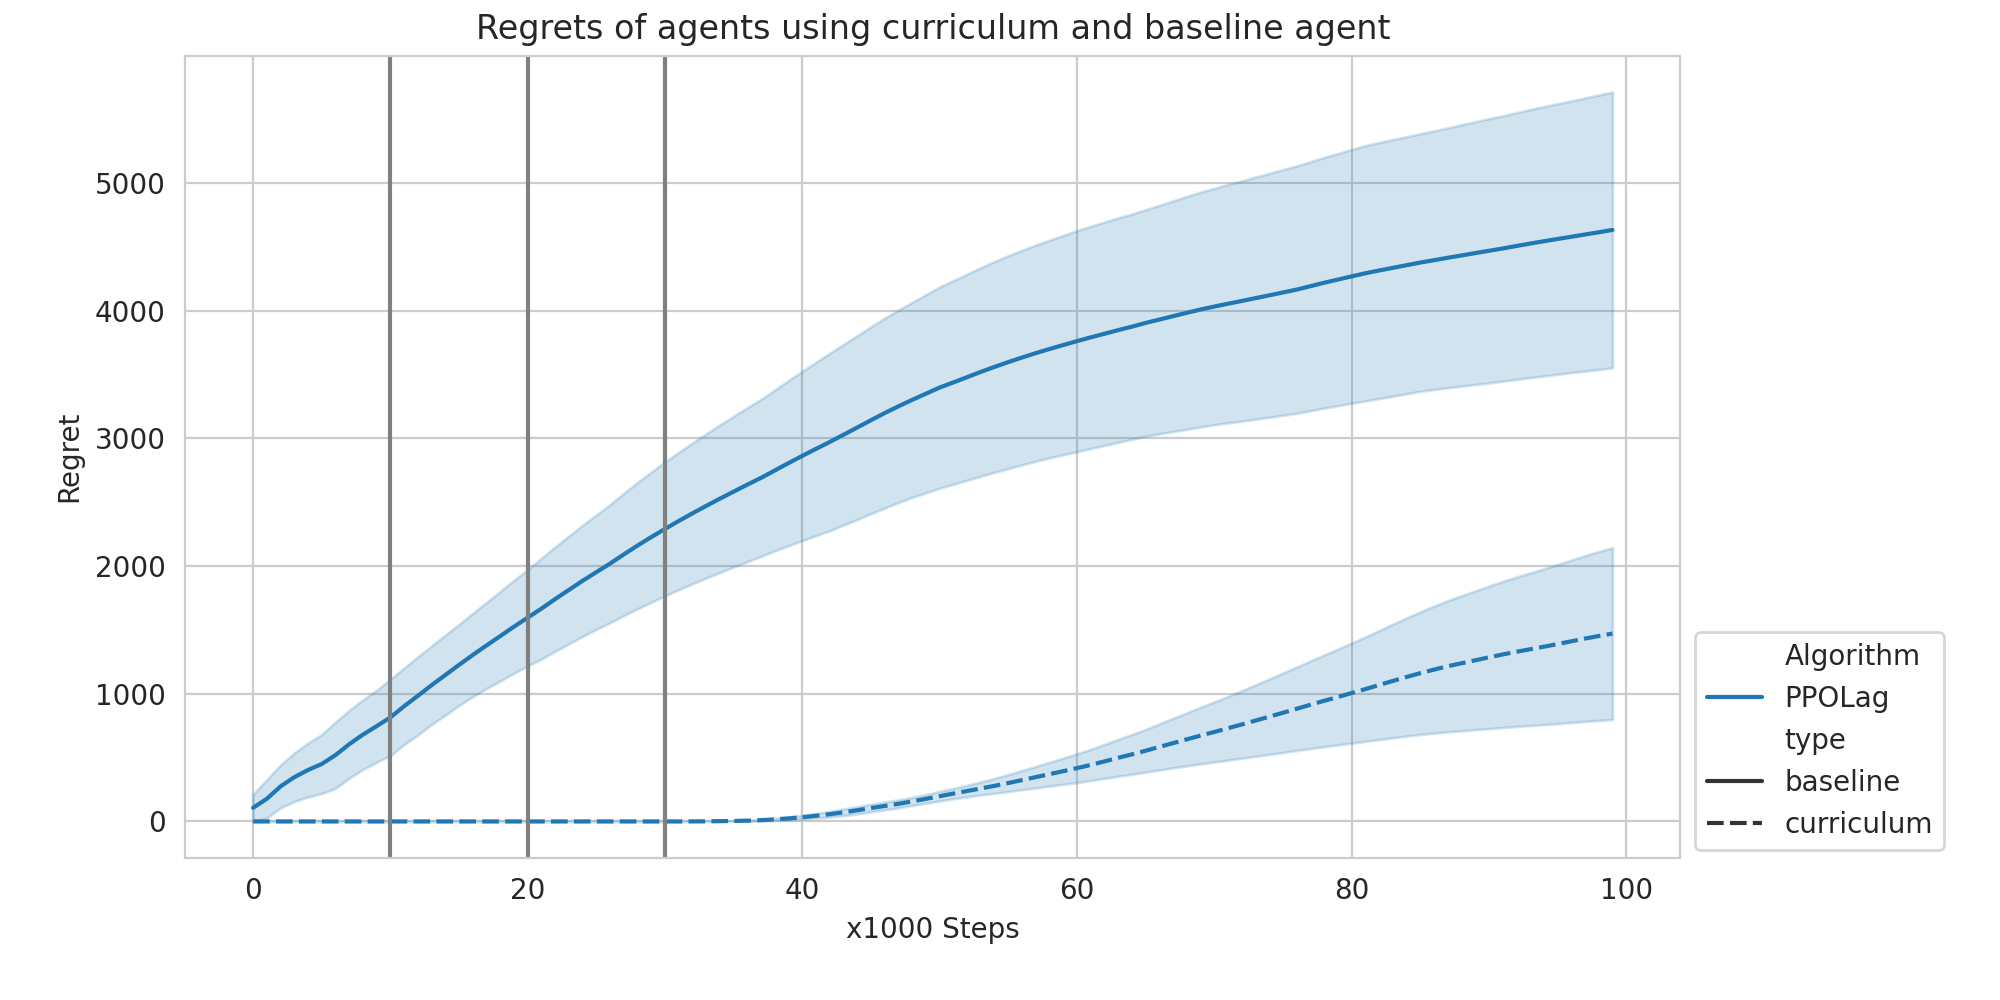 Regrets of agents using curriculum and baseline agent
5000
4000
3000
2000
1000
0
Regret
0 20 40 60 80 100
x1000 Steps
Algorithm
PPOLag
type
baseline
curriculum